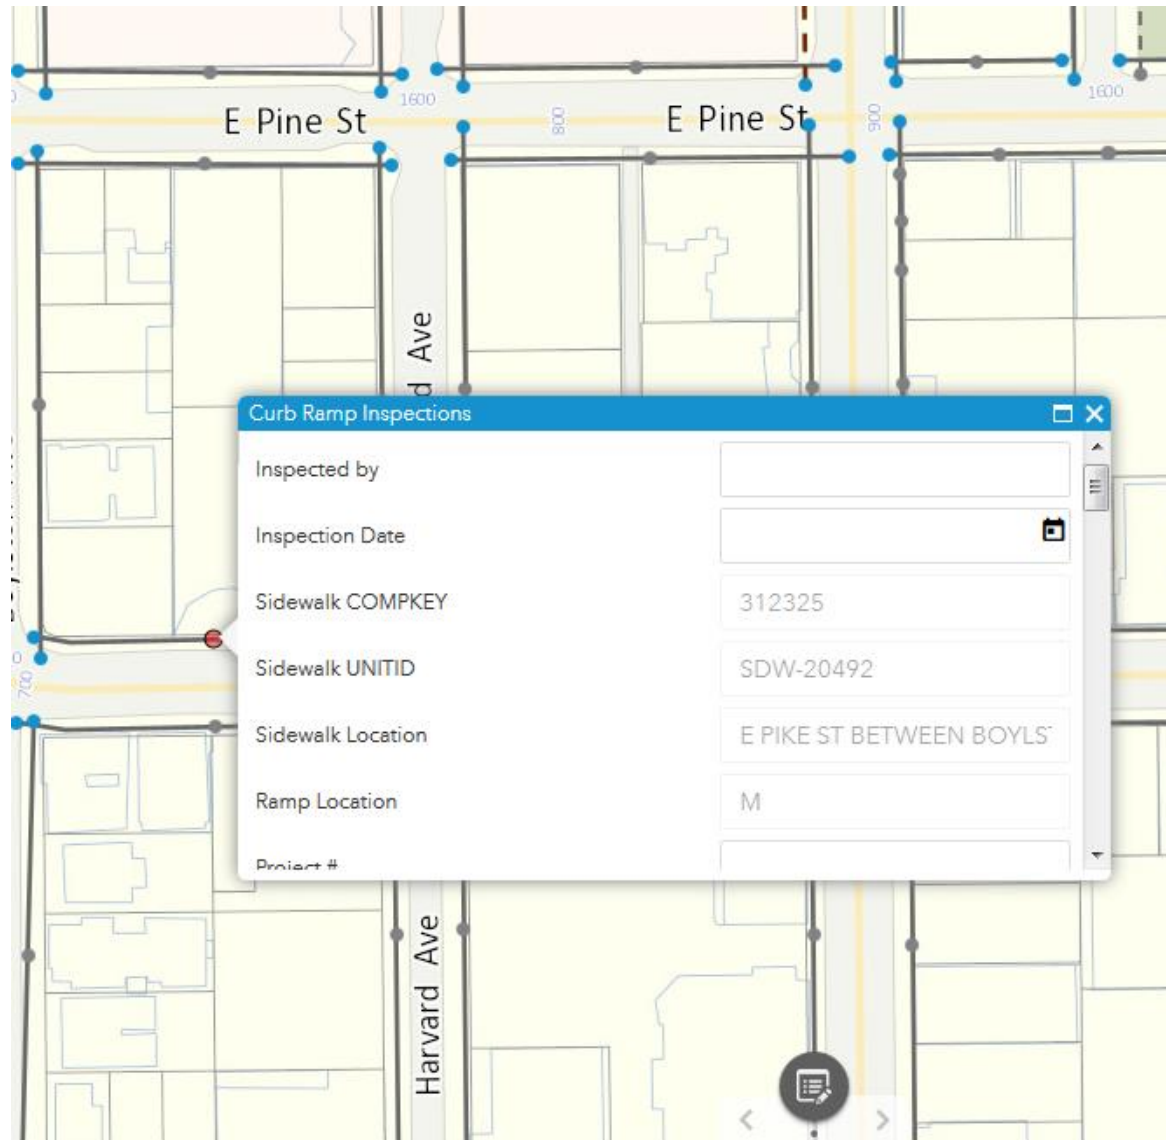 1600
1600
E Pine St
800
E Pine St
900
d Ave
Curb Ramp Inspections
Inspected by
Inspection Date
Sidewalk COMPKEY
312325
Sidewalk UNITID
SDW-20492
700
Sidewalk Location
E PIKE ST BETWEEN BOYLS
Ramp Location
M
Project #
Harvard Ave